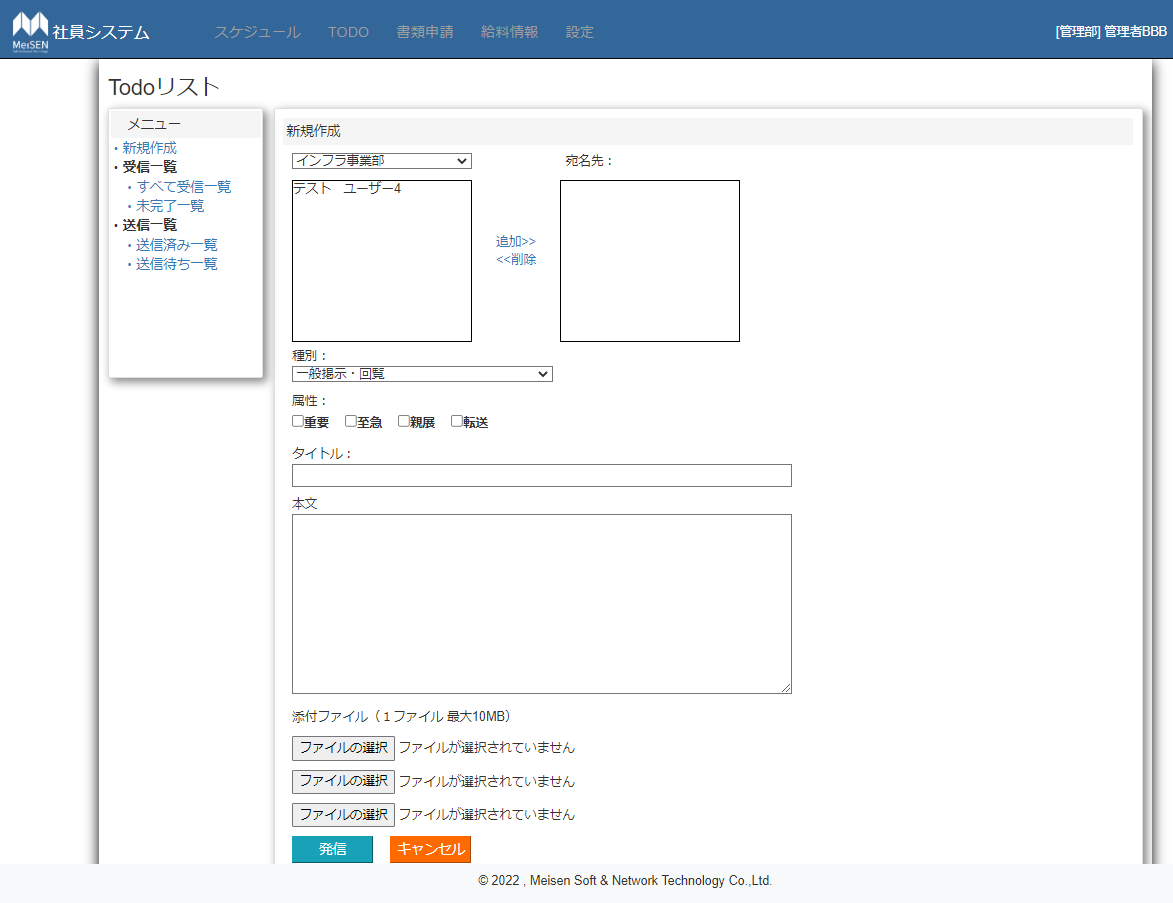 MeiSEN
社員システム スケジュール TODO 書類申請 給料情報 設定 [管理部] 管理者BBB
Todoリスト
メニュー
・新規作成
・受信一覧
・すべて受信一覧
・未完了一覧
・送信一覧
・送信済み一覧
・送信待ち一覧
新規作成
インフラ事業部 宛名先：
テスト　ユーザー4
追加>>
<<削除
種別：
一般掲示・回覧
属性：
重要 至急 親展 転送
タイトル：
本文
添付ファイル（１ファイル 最大10MB）
ファイルの選択 ファイルが選択されていません
ファイルの選択 ファイルが選択されていません
ファイルの選択 ファイルが選択されていません
発信 キャンセル
© 2022 , Meisen Soft & Network Technology Co.,Ltd.